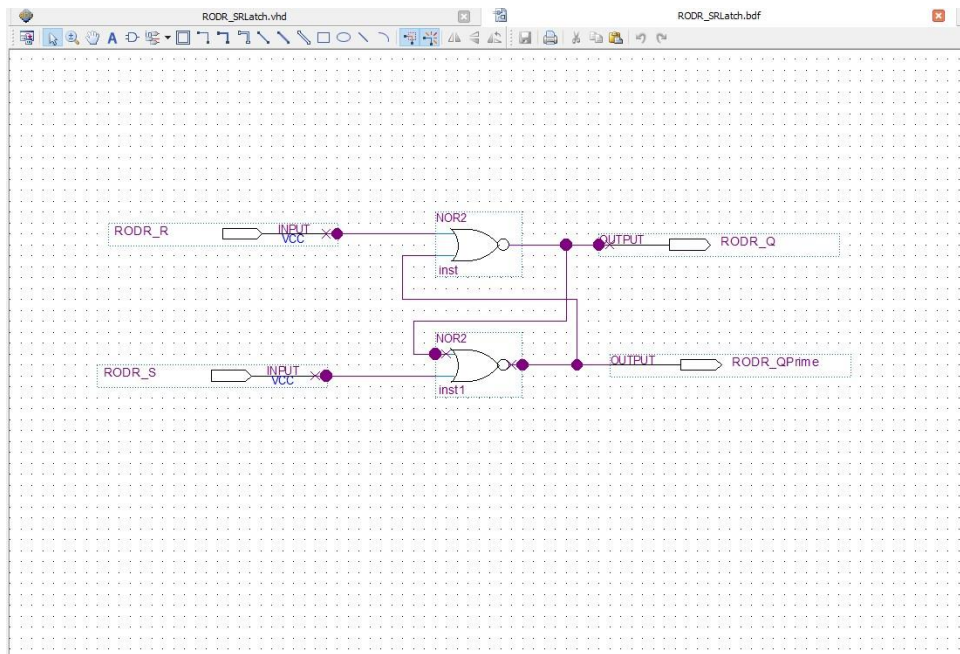 RODR_SRLatch.vhd
RODR_SRLatch.bdf
A
NOR2
RODR_R
INPUT
VCC
OUTPUT
RODR_Q
inst
NOR2
RODR_S
INPUT
VCC
OUTPUT
RODR_QPrime
inst1